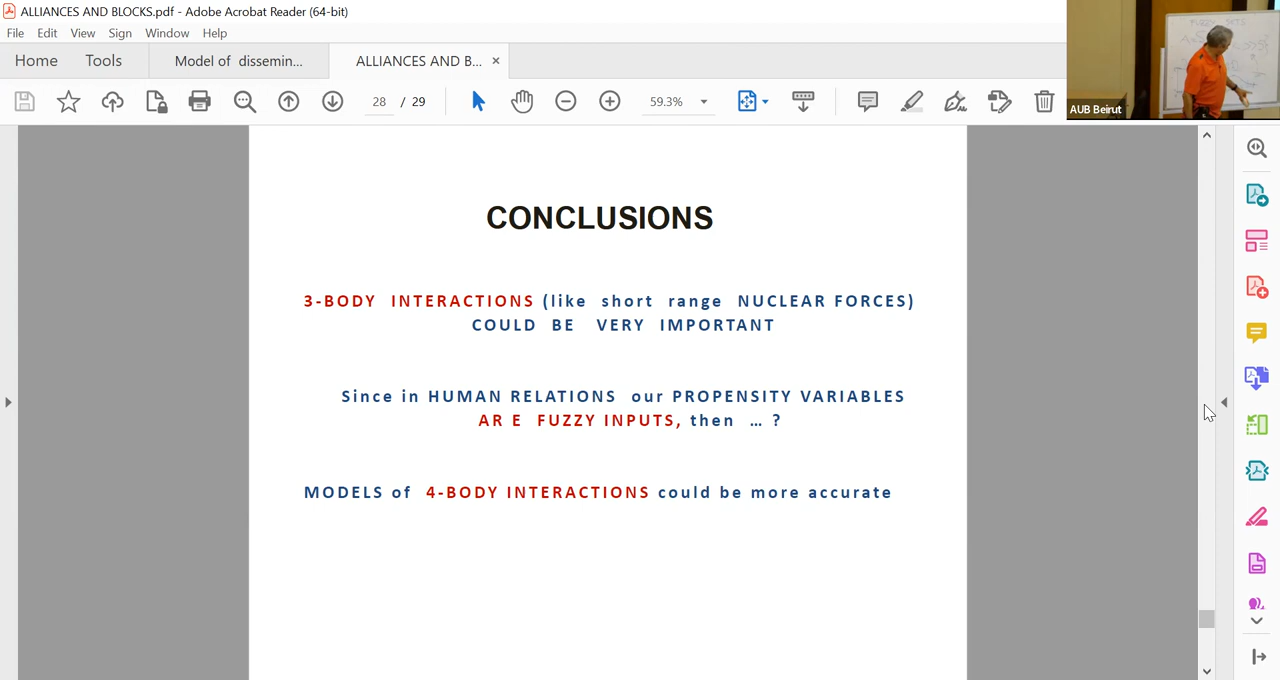 ALLIANCES AND BLOCKS.pdf - Adobe Acrobat Reader (64-bit)
File Edit View Sign Window Help
Home Tools Model of dissemin... ALLIANCES AND B... ×
28 / 29 59.3%
AUB Beirut
FUZZY SETS
CONCLUSIONS
3-BODY INTERACTIONS (like short range NUCLEAR FORCES)
COULD BE VERY IMPORTANT
Since in HUMAN RELATIONS our PROPENSITY VARIABLES
AR E FUZZY INPUTS, then ... ?
MODELS of 4-BODY INTERACTIONS could be more accurate